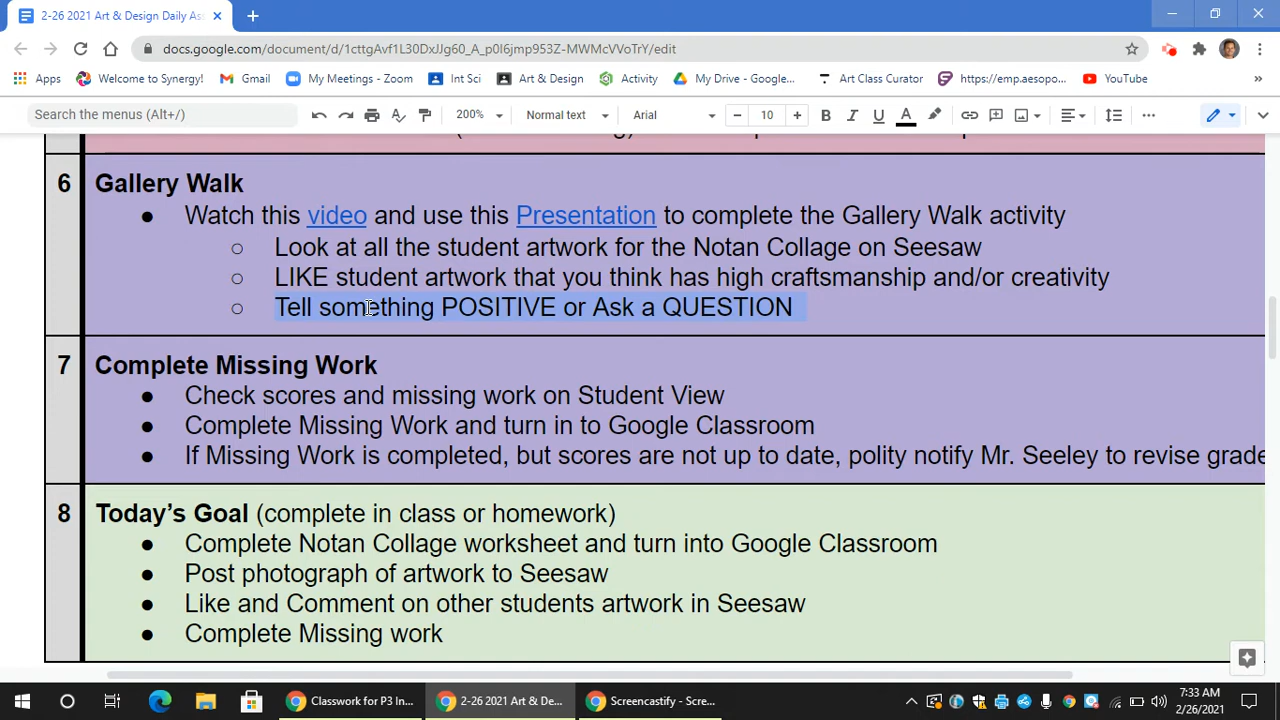 2-26 2021 Art & Design Daily Ass
docs.google.com/document/d/1cttgAvf1L30DxJJg60_A_p0I6jmp953Z-MWMcVVoTrY/edit
Apps Welcome to Synergy! Gmail My Meetings - Zoom Int Sci Art & Design Activity My Drive - Google... Art Class Curator https://emp.aesopo... YouTube »
Search the menus (Alt+/) 200% Normal text Arial 10 B I U A
6 Gallery Walk
● Watch this video and use this Presentation to complete the Gallery Walk activity
○ Look at all the student artwork for the Notan Collage on Seesaw
○ LIKE student artwork that you think has high craftsmanship and/or creativity
○ Tell something POSITIVE or Ask a QUESTION
7 Complete Missing Work
● Check scores and missing work on Student View
● Complete Missing Work and turn in to Google Classroom
● If Missing Work is completed, but scores are not up to date, polity notify Mr. Seeley to revise grade
8 Today's Goal (complete in class or homework)
● Complete Notan Collage worksheet and turn into Google Classroom
● Post photograph of artwork to Seesaw
● Like and Comment on other students artwork in Seesaw
● Complete Missing work
Classwork for P3 In... 2-26 2021 Art & De... Screencastify - Scre... 7:33 AM
2/26/2021